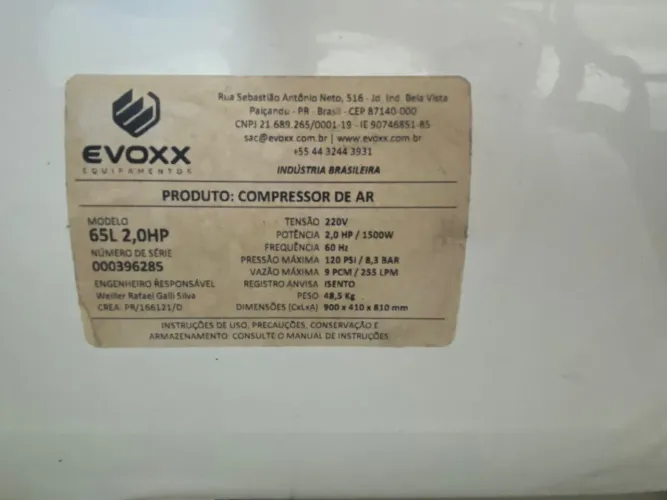 EVOXX
EQUIPAMENTOS
Rua Sebastião Antônio Neto, 516 - Jd. Ind. Bela Vista
Paiçandu - PR - Brasil - CEP 87140-000
CNPJ 21.689.265/0001-19 - IE 90746851-85
sac@evoxx.com.br | www.evoxx.com.br
+55 44 3244 3931
INDÚSTRIA BRASILEIRA
PRODUTO: COMPRESSOR DE AR
MODELO
65L 2,0HP
NÚMERO DE SÉRIE
000396285
ENGENHEIRO RESPONSÁVEL
Weiller Rafael Galli Silva
CREA: PR/166121/D
TENSÃO 220V
POTÊNCIA 2,0 HP / 1500W
FREQUÊNCIA 60 Hz
PRESSÃO MÁXIMA 120 PSI / 8,3 BAR
VAZÃO MÁXIMA 9 PCM / 255 LPM
REGISTRO ANVISA ISENTO
PESO 48,5 Kg
DIMENSÕES (CxLxA) 900 x 410 x 810 mm
INSTRUÇÕES DE USO, PRECAUÇÕES, CONSERVAÇÃO E
ARMAZENAMENTO: CONSULTE O MANUAL DE INSTRUÇÕES